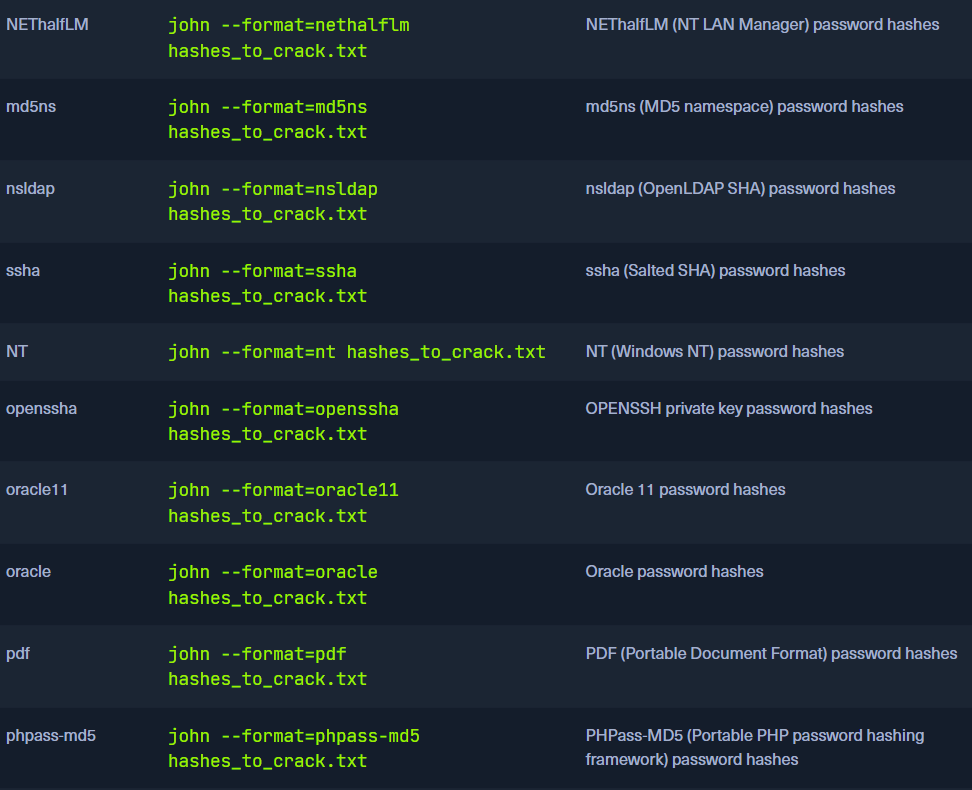 NEThalfLM
john --format=nethalflm
hashes_to_crack.txt
NEThalfLM (NT LAN Manager) password hashes
md5ns
john --format=md5ns
hashes_to_crack.txt
md5ns (MD5 namespace) password hashes
nsldap
john --format=nsldap
hashes_to_crack.txt
nsldap (OpenLDAP SHA) password hashes
ssha
john --format=ssha
hashes_to_crack.txt
ssha (Salted SHA) password hashes
NT
john --format=nt hashes_to_crack.txt
NT (Windows NT) password hashes
openssha
john --format=openssha
hashes_to_crack.txt
OPENSSH private key password hashes
oracle11
john --format=oracle11
hashes_to_crack.txt
Oracle 11 password hashes
oracle
john --format=oracle
hashes_to_crack.txt
Oracle password hashes
pdf
john --format=pdf
hashes_to_crack.txt
PDF (Portable Document Format) password hashes
phpass-md5
john --format=phpass-md5
hashes_to_crack.txt
PHPass-MD5 (Portable PHP password hashing
framework) password hashes